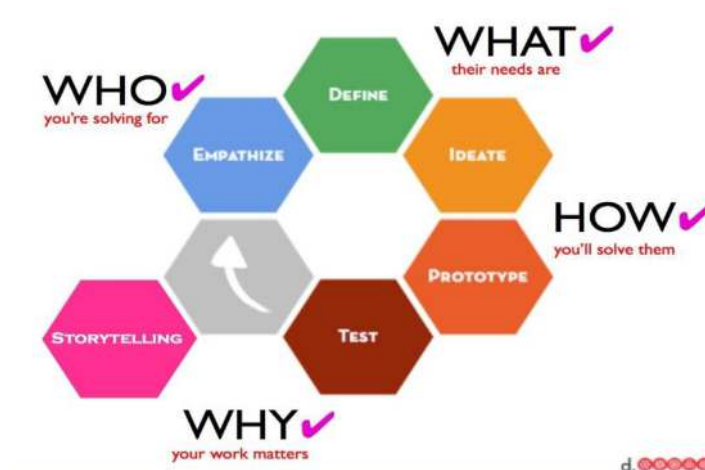 WHAT✔
their needs are
WHO✔
you're solving for
DEFINE
EMPATHIZE
IDEATE
HOW✔
you'll solve them
PROTOTYPE
STORYTELLING
TEST
WHY✔
your work matters
d.